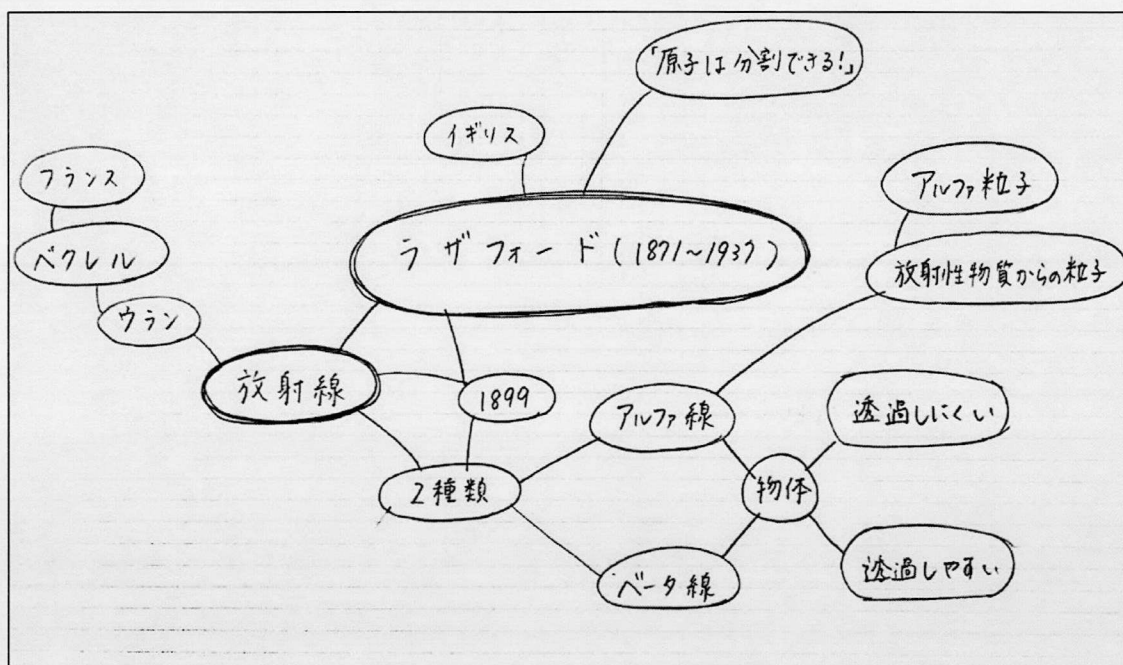 「原子は分割できる!」
イギリス
フランス
アルファ粒子
ラザフォード(1871~1937)
ベクレル
放射性物質からの粒子
ウラン
放射線
1899
アルファ線
透過しにくい
2種類
物体
ベータ線
透過しやすい